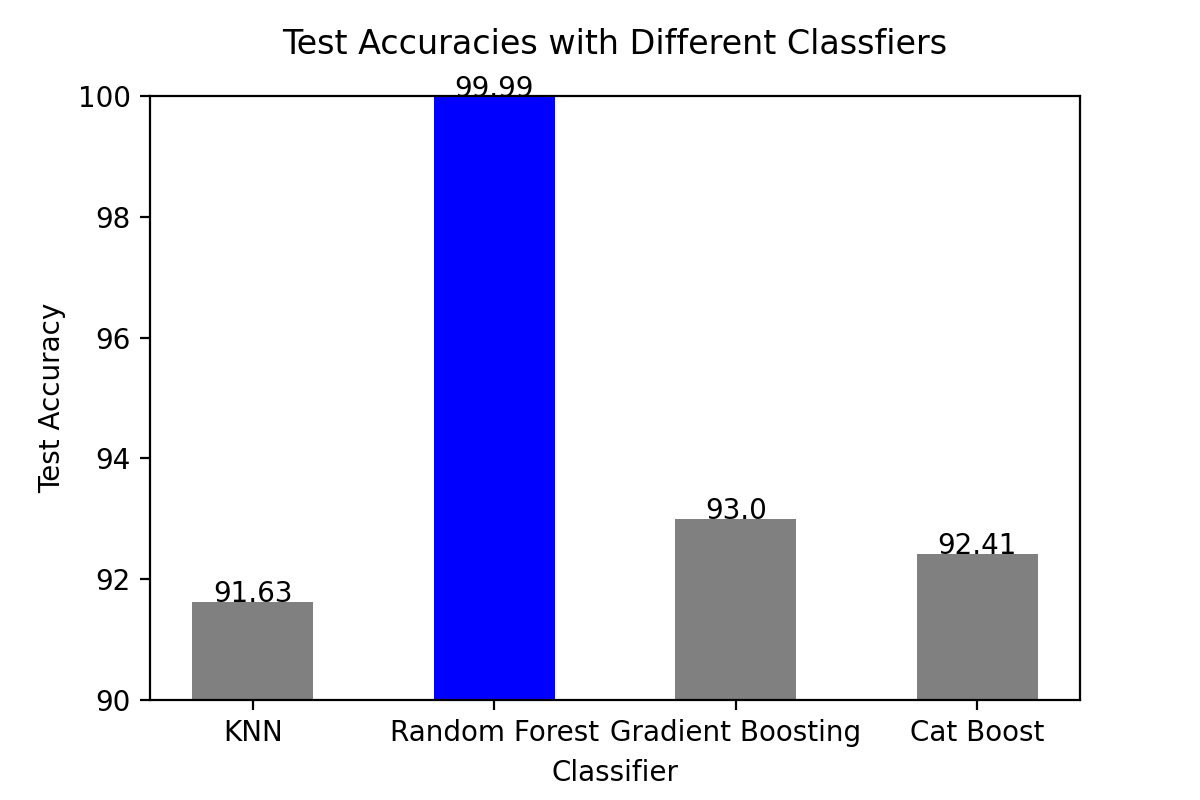 Test Accuracies with Different Classfiers
99.99
100
98
96
94
92
90
Test Accuracy
91.63
93.0
92.41
KNN
Random Forest
Gradient Boosting
Cat Boost
Classifier